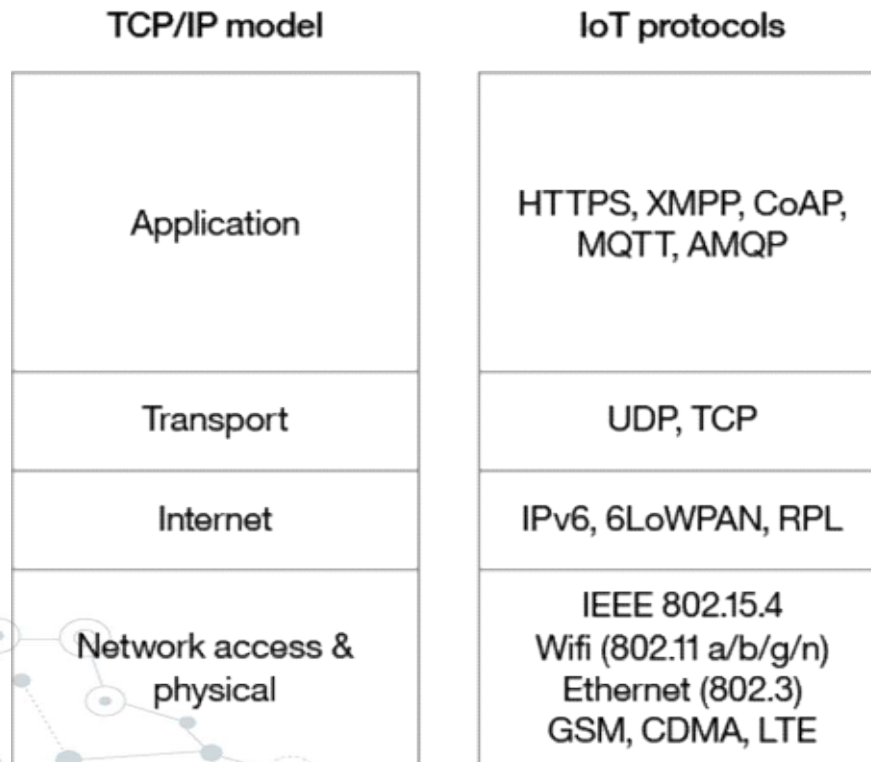 TCP/IP model
IoT protocols
Application
HTTPS, XMPP, CoAP,
MQTT, AMQP
Transport
UDP, TCP
Internet
IPv6, 6LoWPAN, RPL
Network access &
physical
IEEE 802.15.4
Wifi (802.11 a/b/g/n)
Ethernet (802.3)
GSM, CDMA, LTE